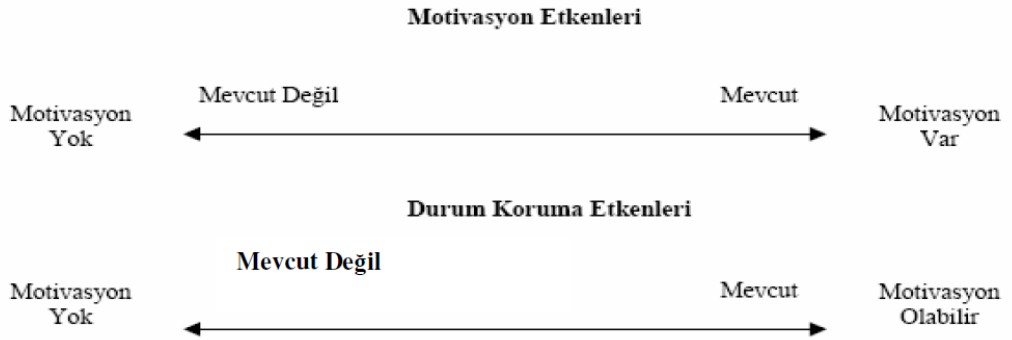 Motivasyon Etkenleri
Mevcut Değil
Mevcut
Motivasyon
Yok
Motivasyon
Var
Durum Koruma Etkenleri
Mevcut Değil
Mevcut
Motivasyon
Yok
Motivasyon
Olabilir